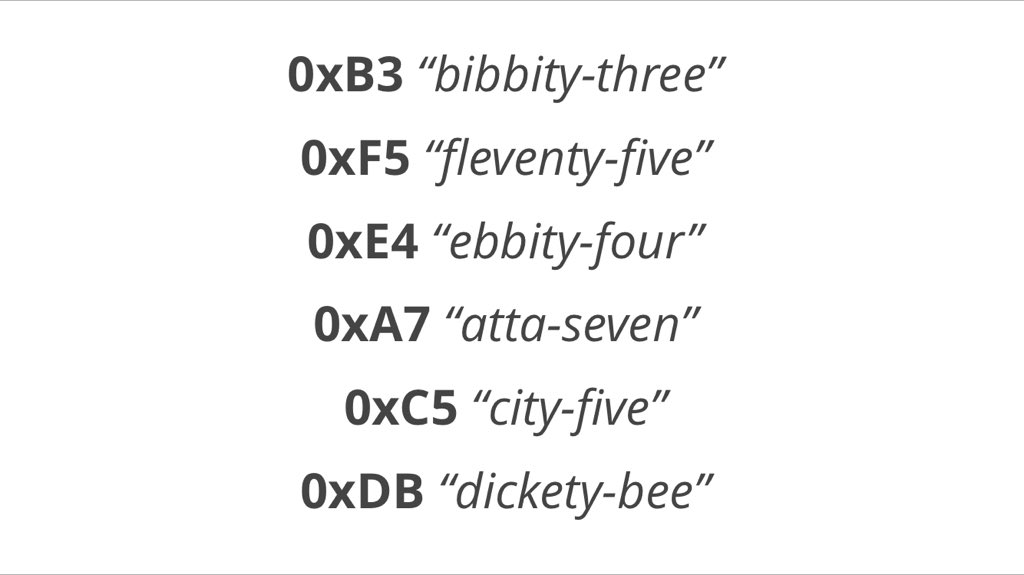 0xB3 “bibbity-three”
0xF5 “fleventy-five”
0xE4 “ebbity-four”
0xA7 “atta-seven”
0xC5 “city-five”
0xDB “dickety-bee”